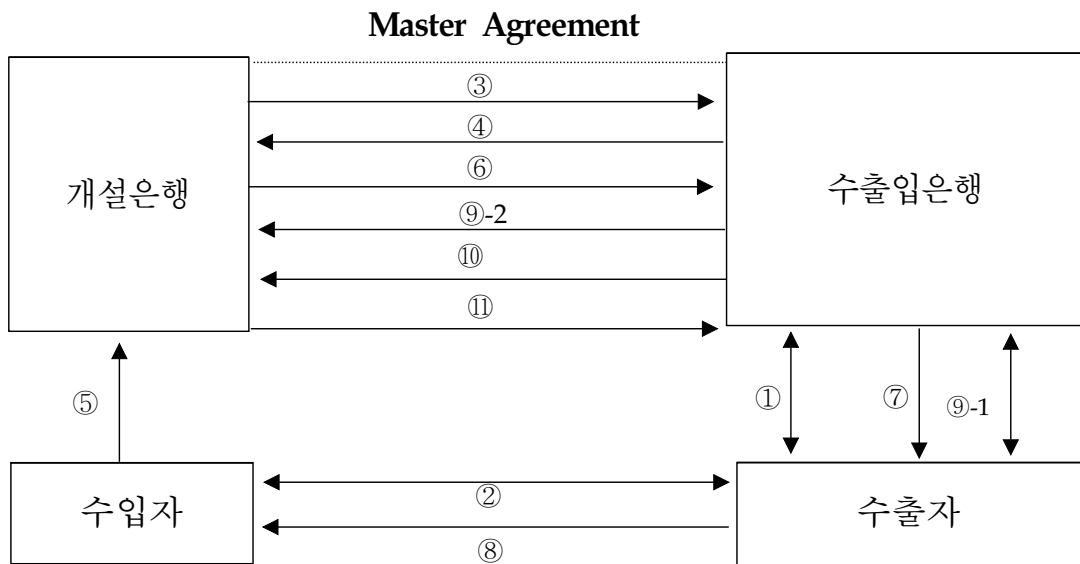 Master Agreement
③
④
⑥
⑨-2
⑩
⑪
개설은행
수출입은행
⑤
①
⑦
⑨-1
수입자
②
⑧
수출자